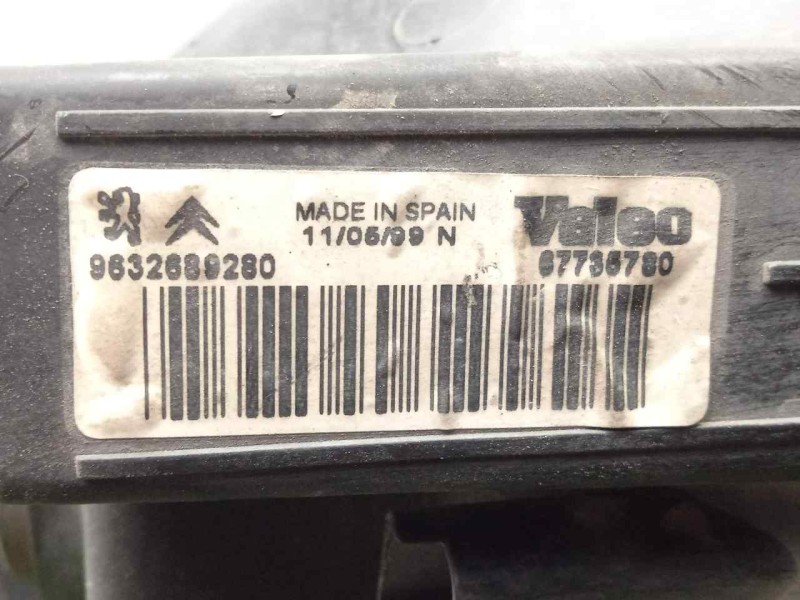 MADE IN SPAIN
11/05/99 N
Valeo
9632689280
67735780